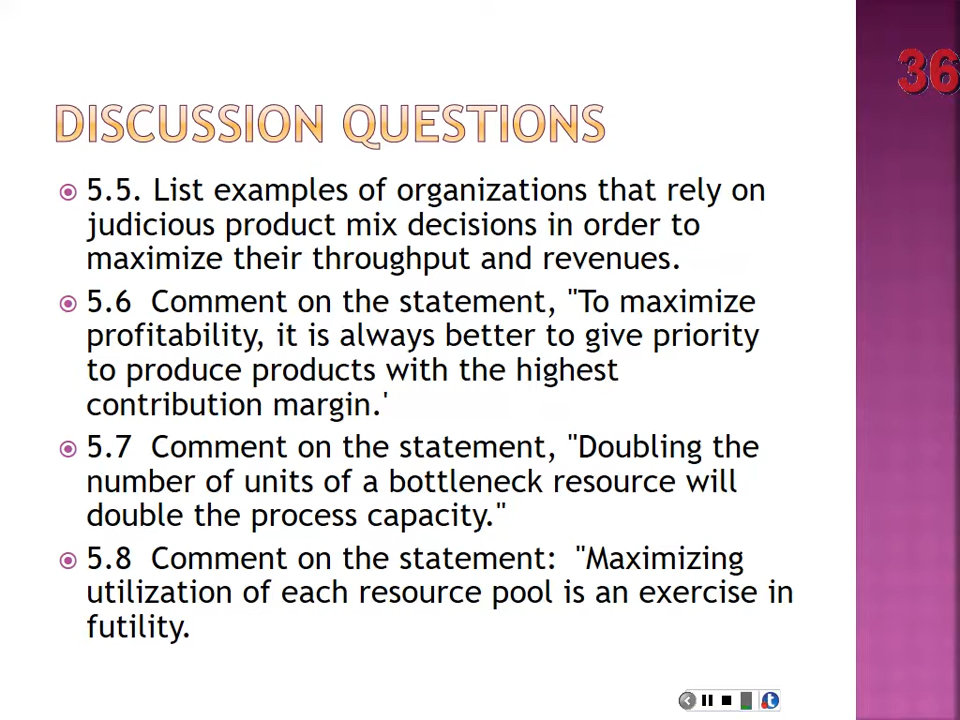 36
DISCUSSION QUESTIONS
5.5. List examples of organizations that rely on
judicious product mix decisions in order to
maximize their throughput and revenues.
5.6 Comment on the statement, "To maximize
profitability, it is always better to give priority
to produce products with the highest
contribution margin.'
5.7 Comment on the statement, "Doubling the
number of units of a bottleneck resource will
double the process capacity."
5.8 Comment on the statement: "Maximizing
utilization of each resource pool is an exercise in
futility.
t